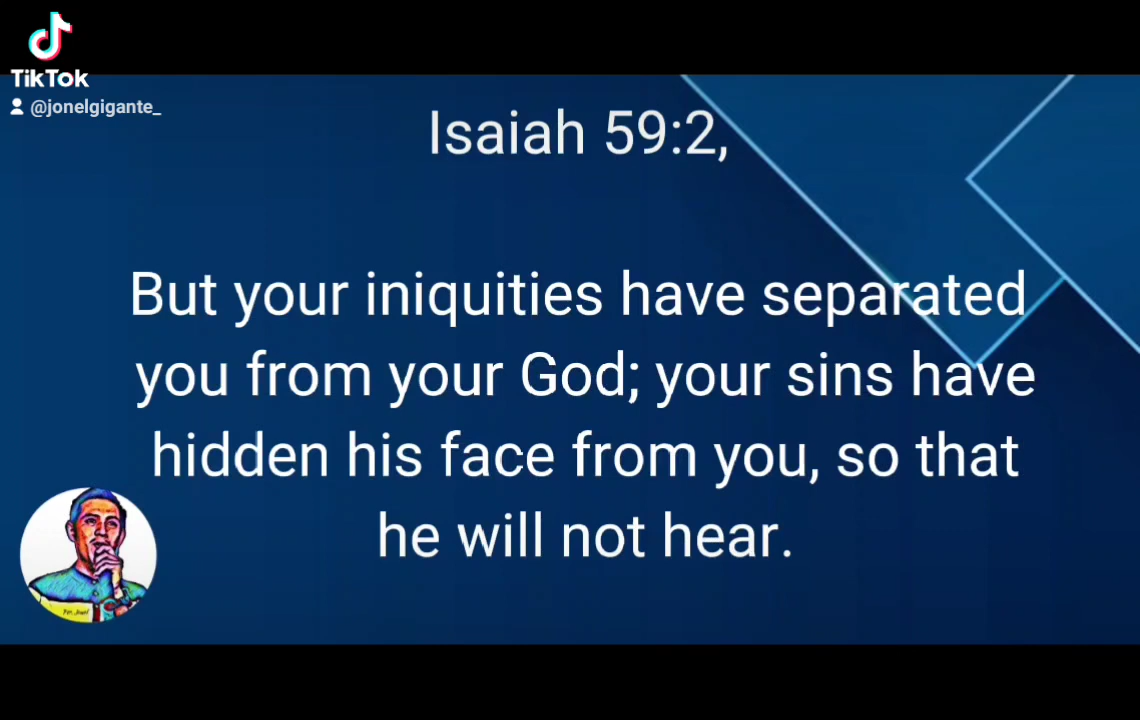 TikTok
@jonelgigante_
Isaiah 59:2,
But your iniquities have separated
you from your God; your sins have
hidden his face from you, so that
he will not hear.